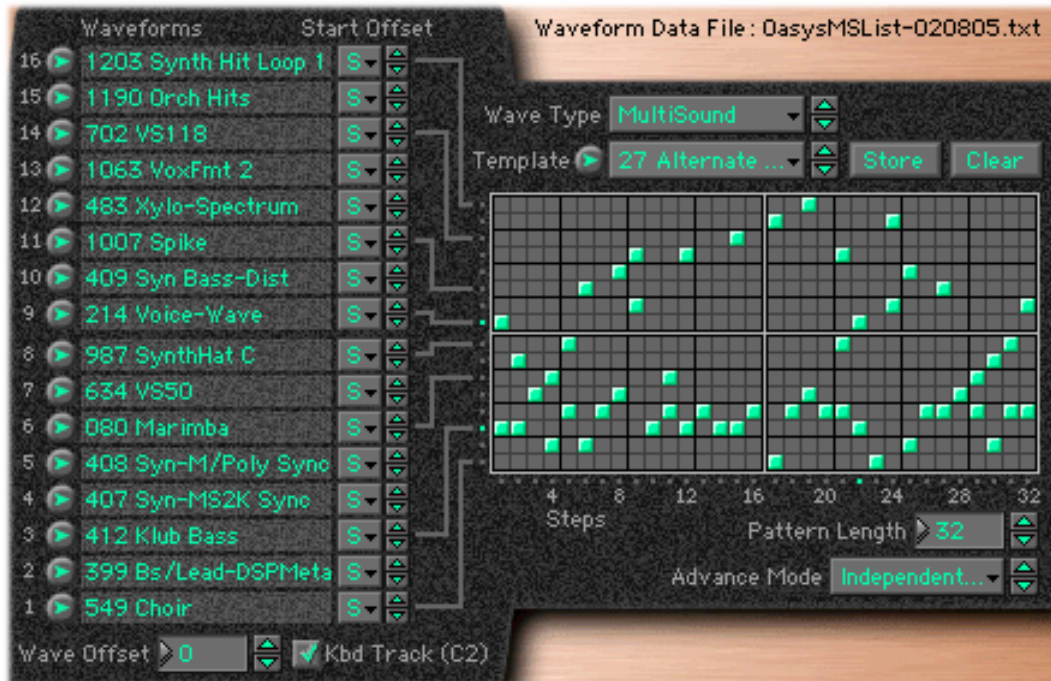 Waveforms Start Offset
Waveform Data File : OasysMSList-020805.txt
16 1203 Synth Hit Loop 1 S
15 1190 Orch Hits S
14 702 VS118 S
13 1063 VoxFmt 2 S
12 483 Xylo-Spectrum S
11 1007 Spike S
10 409 Syn Bass-Dist S
9 214 Voice-Wave S
8 987 SynthHat C S
7 634 VS50 S
6 080 Marimba S
5 408 Syn-M/Poly Sync S
4 407 Syn-MS2K Sync S
3 412 Klub Bass S
2 399 Bs/Lead-DSPMeta S
1 549 Choir S
Wave Offset 0 Kbd Track (C2)
Wave Type MultiSound
Template 27 Alternate ... Store Clear
4 8 12 16 20 24 28 32
Steps
Pattern Length 32
Advance Mode Independent...